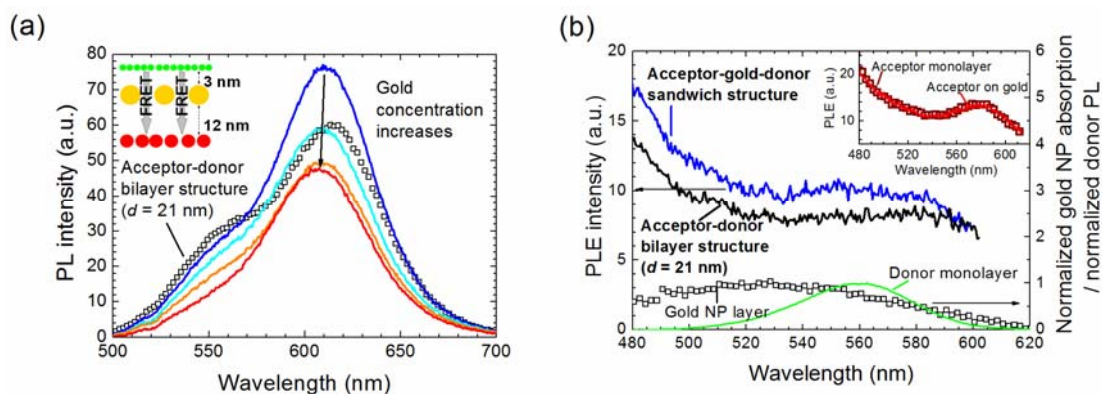 (a)
80
70
60
50
40
30
20
10
0
PL intensity (a.u.)
FRET
FRET
3 nm
12 nm
Gold
concentration
increases
Acceptor-donor
bilayer structure
(d = 21 nm)
500
550
600
650
700
Wavelength (nm)
(b)
20
15
10
5
0
PLE intensity (a.u.)
Acceptor-gold-donor
sandwich structure
Acceptor-donor
bilayer structure
(d = 21 nm)
Gold NP layer
Donor monolayer
20
10
PLE (a.u.)
Acceptor monolayer
Acceptor on gold
480
520
560
600
Wavelength (nm)
6
5
4
3
2
1
0
Normalized gold NP absorption
/ normalized donor PL
480
500
520
540
560
580
600
620
Wavelength (nm)